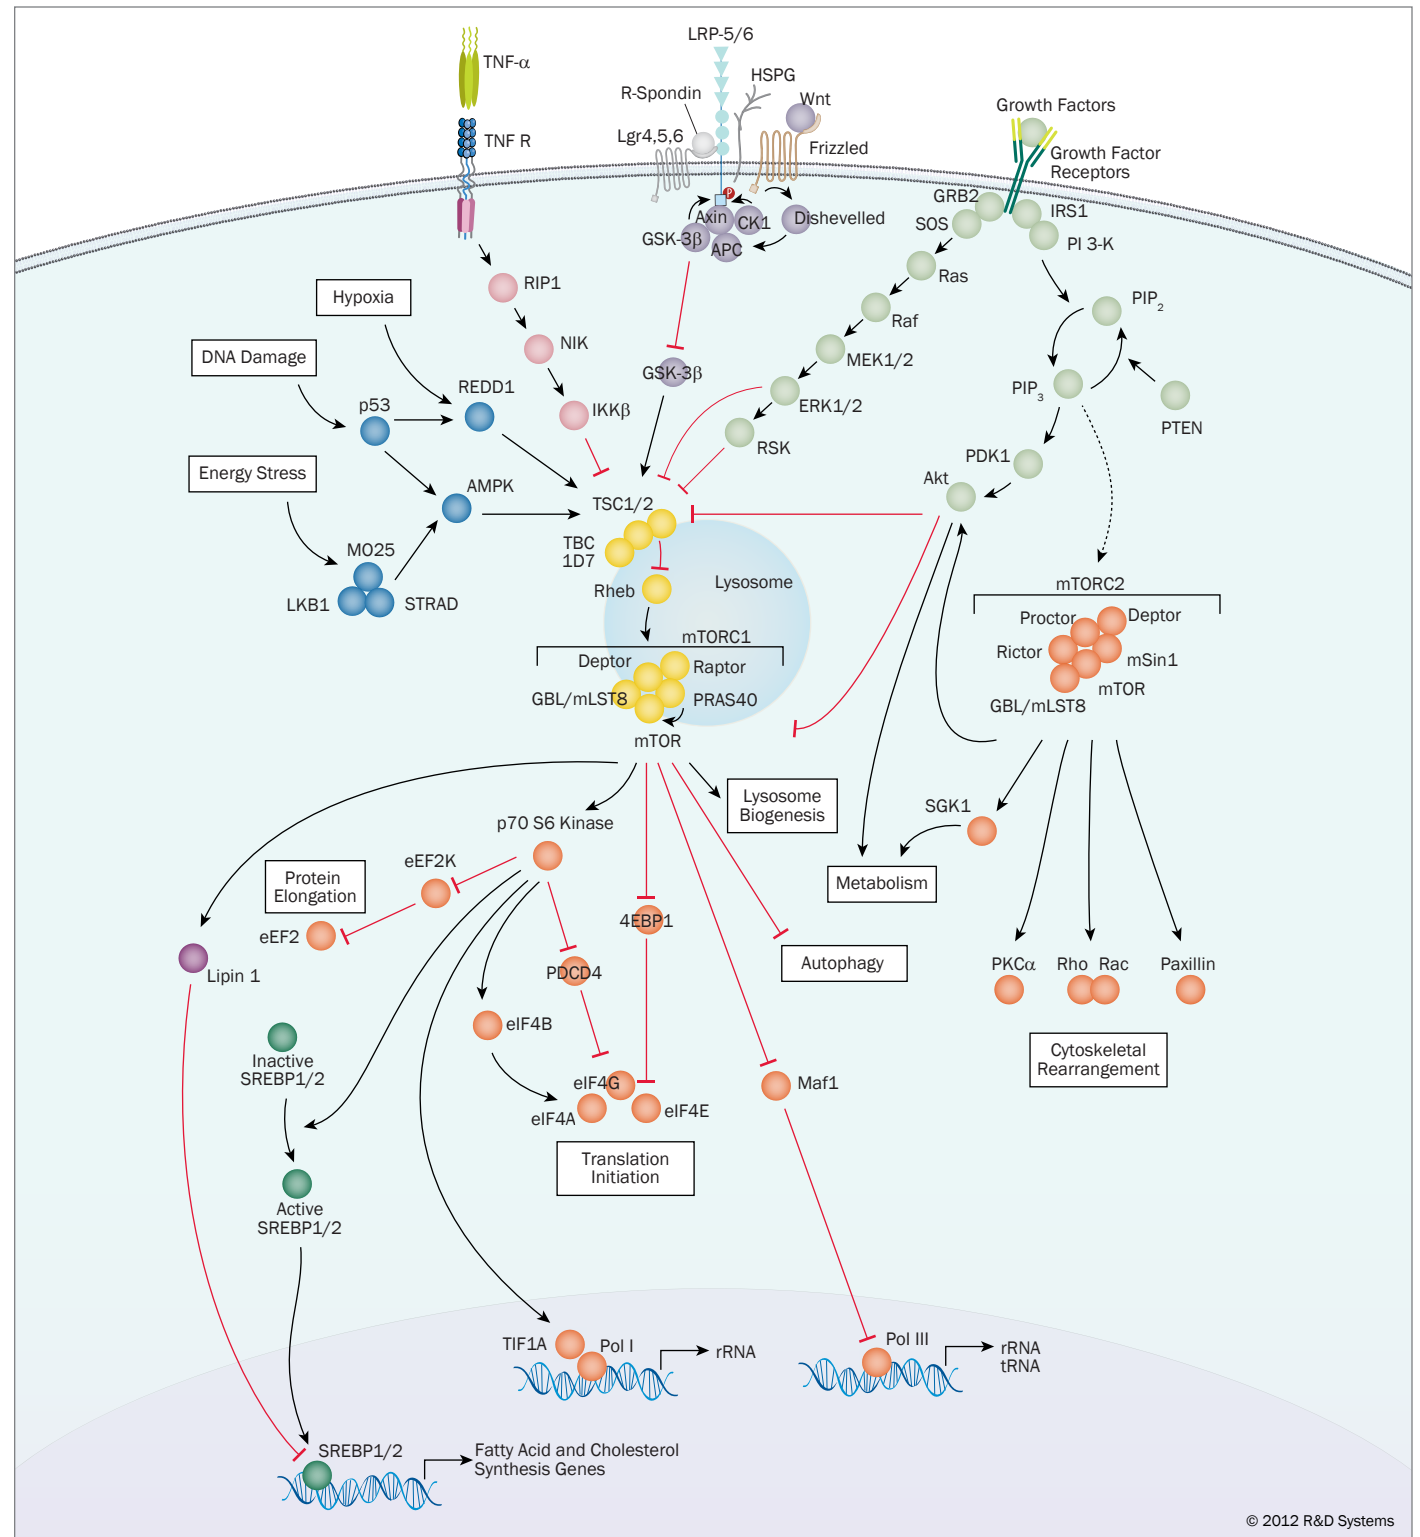 LRP-5/6
TNF-α
HSPG
R-Spondin
Wnt
Growth Factors
TNF R
Lgr4,5,6
Frizzled
Growth Factor
Receptors
P
GRB2
IRS1
Axin
CK1
Dishevelled
SOS
GSK-3β
APC
PI 3-K
Ras
RIP1
Hypoxia
PIP2
Raf
NIK
DNA Damage
MEK1/2
GSK-3β
REDD1
PIP3
p53
IKKβ
ERK1/2
PTEN
RSK
PDK1
Energy Stress
Akt
AMPK
TSC1/2
TBC
1D7
MO25
Lysosome
mTORC2
Rheb
LKB1
STRAD
Proctor
Deptor
mTORC1
Rictor
mSin1
Deptor
Raptor
mTOR
GBL/mLST8
PRAS40
GBL/mLST8
mTOR
Lysosome
Biogenesis
SGK1
p70 S6 Kinase
eEF2K
Protein
Elongation
Metabolism
4EBP1
eEF2
Autophagy
PKCα
Rho
Rac
Paxillin
PDCD4
Lipin 1
eIF4B
Inactive
SREBP1/2
Cytoskeletal
Rearrangement
eIF4G
Maf1
eIF4A
eIF4E
Translation
Initiation
Active
SREBP1/2
TIF1A
Pol I
rRNA
Pol III
rRNA
tRNA
SREBP1/2
Fatty Acid and Cholesterol
Synthesis Genes
© 2012 R&D Systems